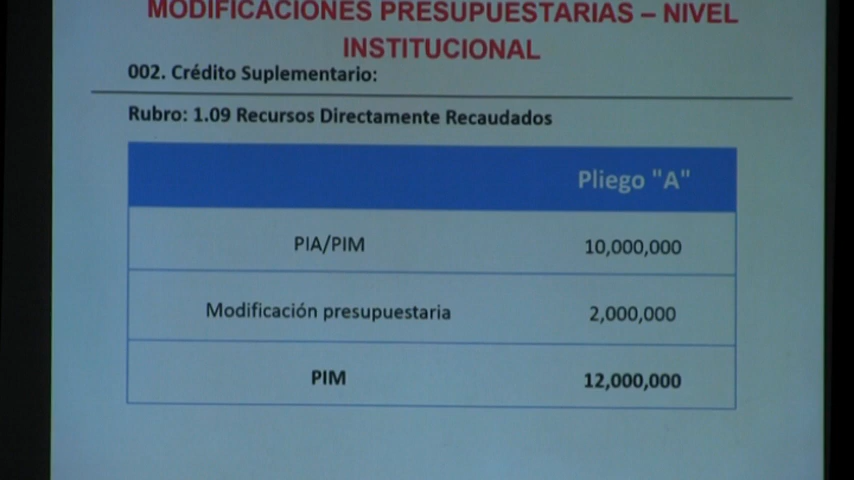 MODIFICACIONES PRESUPUESTARIAS – NIVEL
INSTITUCIONAL
002. Crédito Suplementario:
Rubro: 1.09 Recursos Directamente Recaudados
Pliego "A"
PIA/PIM 10,000,000
Modificación presupuestaria 2,000,000
PIM 12,000,000